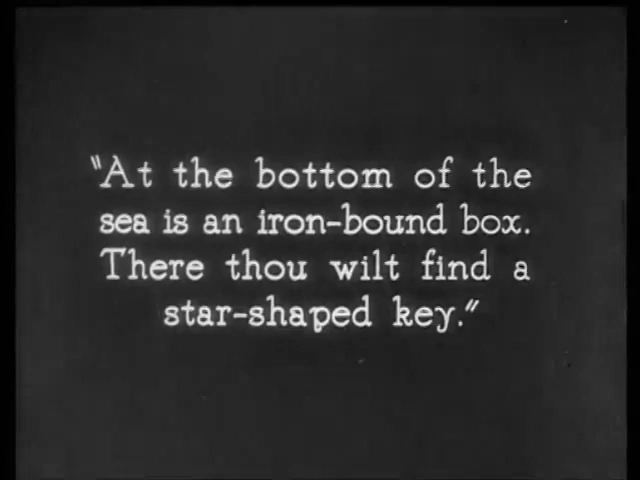 "At the bottom of the
sea is an iron-bound box.
There thou wilt find a
star-shaped key."